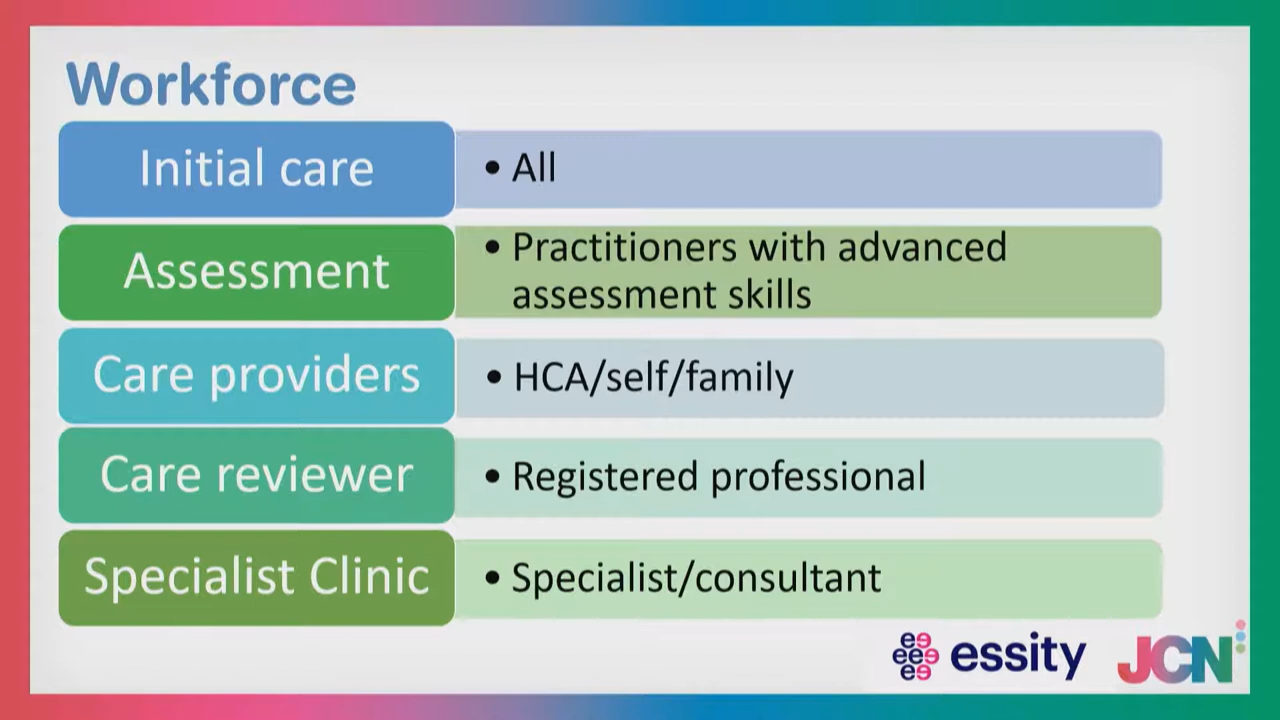 Workforce
Initial care
• All
Assessment
• Practitioners with advanced
assessment skills
Care providers
• HCA/self/family
Care reviewer
• Registered professional
Specialist Clinic
• Specialist/consultant
essity
JCN